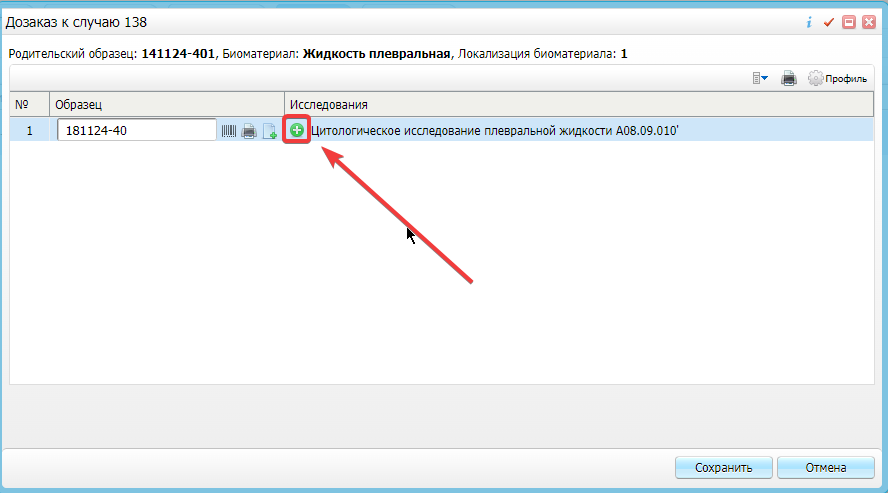 Дозаказ к случаю 138
Родительский образец: 141124-401, Биоматериал: Жидкость плевральная, Локализация биоматериала: 1
Профиль
№ Образец Исследования
1 181124-40 Цитологическое исследование плевральной жидкости A08.09.010'
Сохранить Отмена